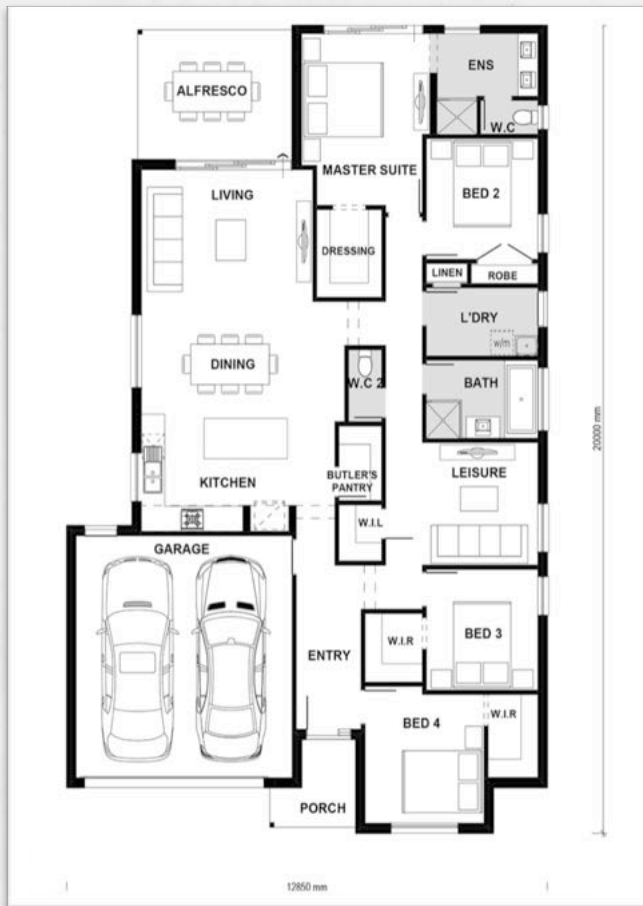 ALFRESCO
ENS
W.C
MASTER SUITE
BED 2
LIVING
DRESSING
LINEN
ROBE
L'DRY
w/m
DINING
W.C 2
BATH
KITCHEN
BUTLER'S
PANTRY
LEISURE
W.I.L
GARAGE
BED 3
W.I.R
ENTRY
BED 4
W.I.R
PORCH
20000 mm
12850 mm